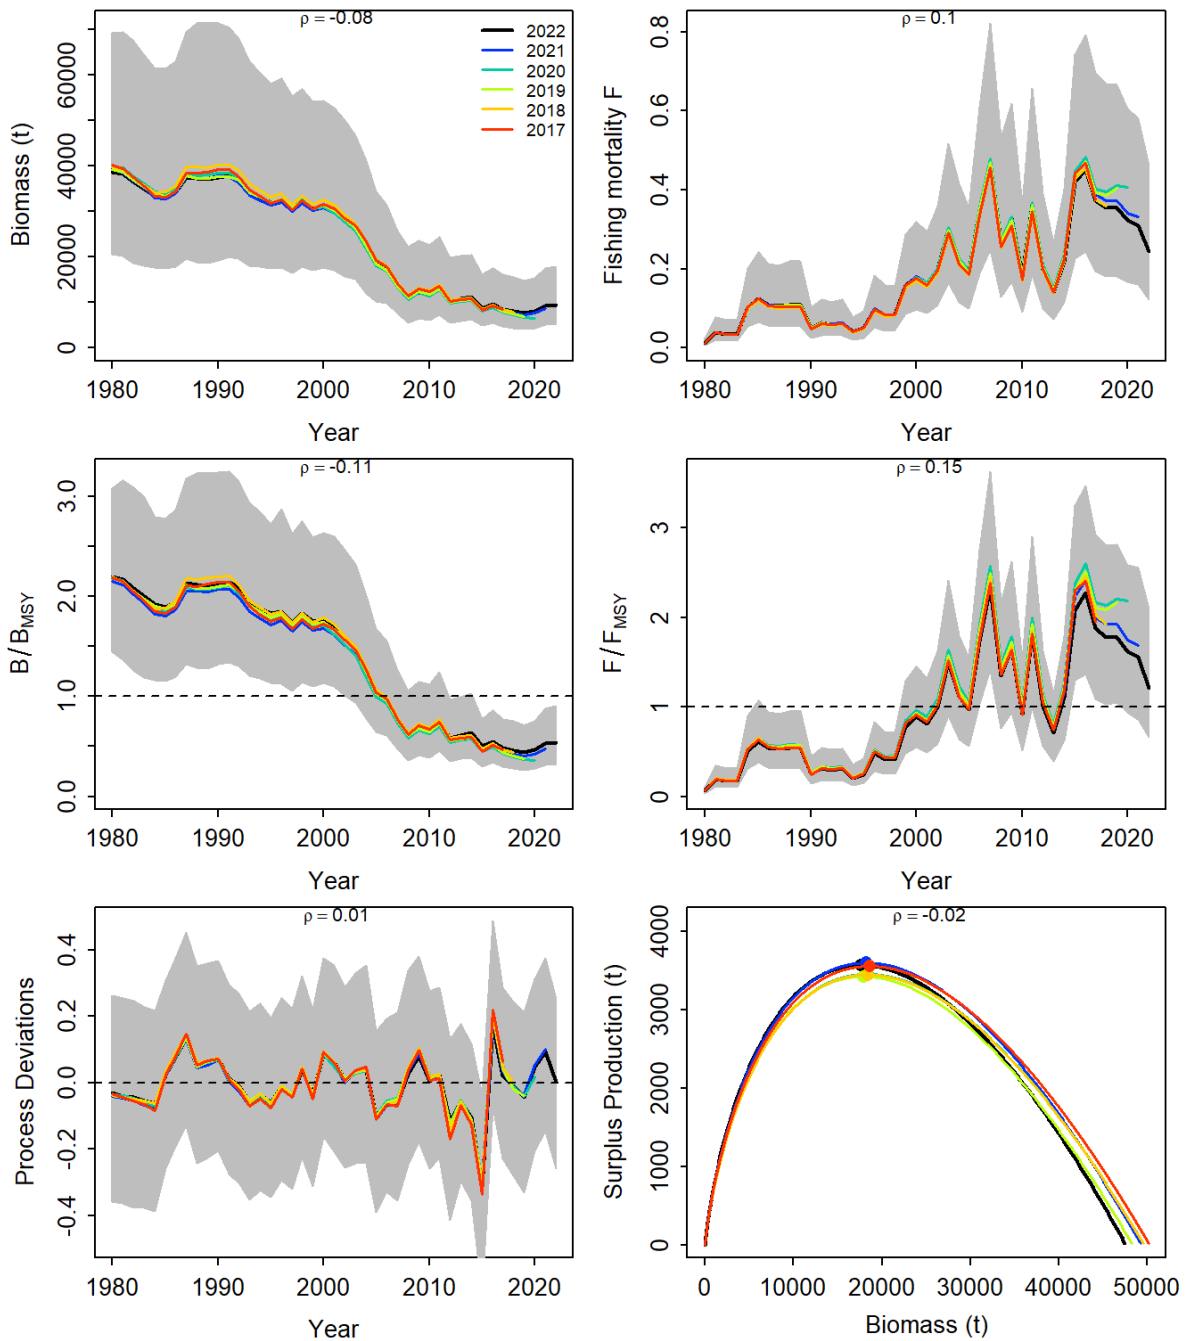 ρ = -0.08
Biomass (t)
60000
40000
20000
0
2022
2021
2020
2019
2018
2017
1980 1990 2000 2010 2020
Year
ρ = 0.1
Fishing mortality F
0.8
0.6
0.4
0.2
0.0
1980 1990 2000 2010 2020
Year
ρ = -0.11
B/BMSY
3.0
2.0
1.0
0.0
1980 1990 2000 2010 2020
Year
ρ = 0.15
F/FMSY
3
2
1
0
1980 1990 2000 2010 2020
Year
ρ = 0.01
Process Deviations
0.4
0.2
0.0
-0.2
-0.4
1980 1990 2000 2010 2020
Year
ρ = -0.02
Surplus Production (t)
4000
3000
2000
1000
0
0 10000 20000 30000 40000 50000
Biomass (t)